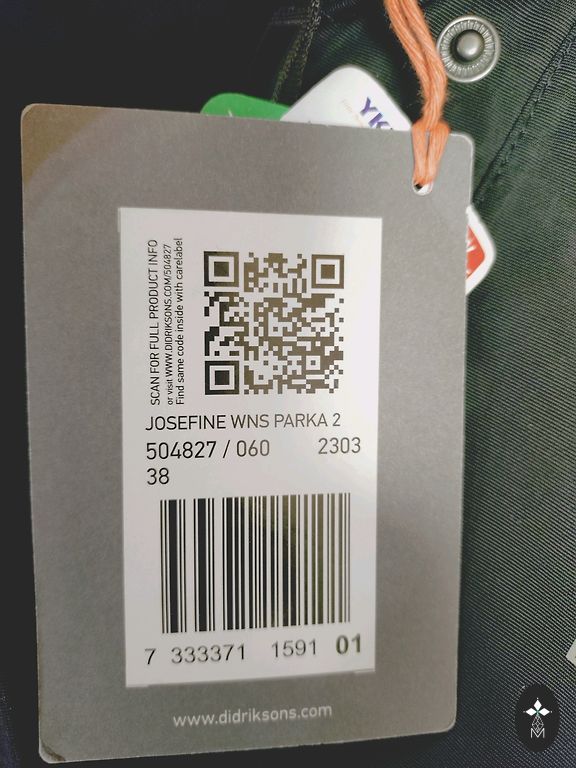 YK
SCAN FOR FULL PRODUCT INFO
or visit WWW.DIDRIKSONS.COM/504827
Find same code inside with carelabel
JOSEFINE WNS PARKA 2
504827 / 060 2303
38
7 333371 1591 01
www.didriksons.com
M